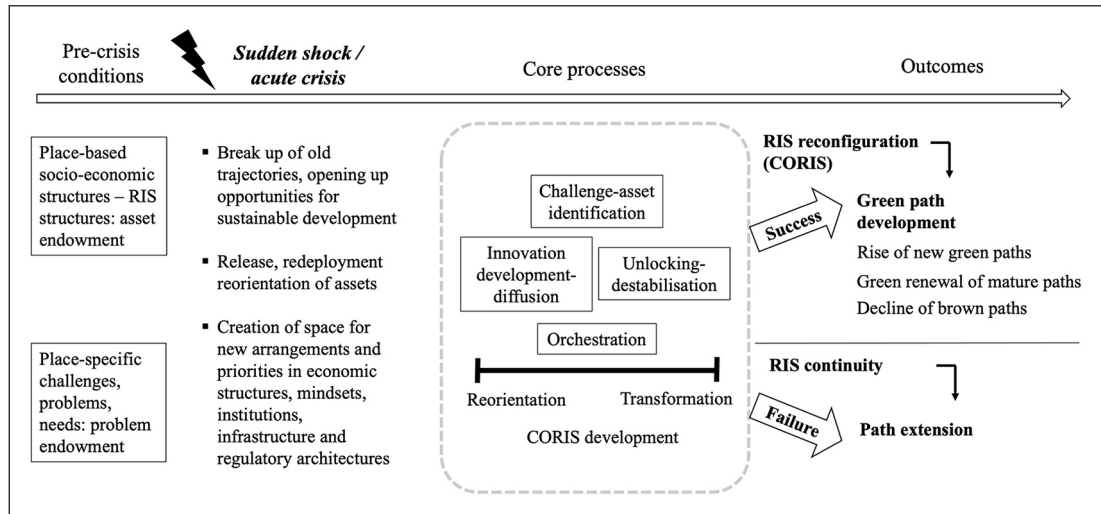 Pre-crisis
conditions
Sudden shock /
acute crisis
Core processes
Outcomes
Place-based
socio-economic
structures – RIS
structures: asset
endowment
Place-specific
challenges,
problems,
needs: problem
endowment
▪ Break up of old
trajectories, opening up
opportunities for
sustainable development
▪ Release, redeployment
reorientation of assets
▪ Creation of space for
new arrangements and
priorities in economic
structures, mindsets,
institutions,
infrastructure and
regulatory architectures
Challenge-asset
identification
Innovation
development-
diffusion
Unlocking-
destabilisation
Orchestration
Reorientation
Transformation
CORIS development
Success
RIS reconfiguration
(CORIS)
Green path
development
Rise of new green paths
Green renewal of mature paths
Decline of brown paths
Failure
RIS continuity
Path extension